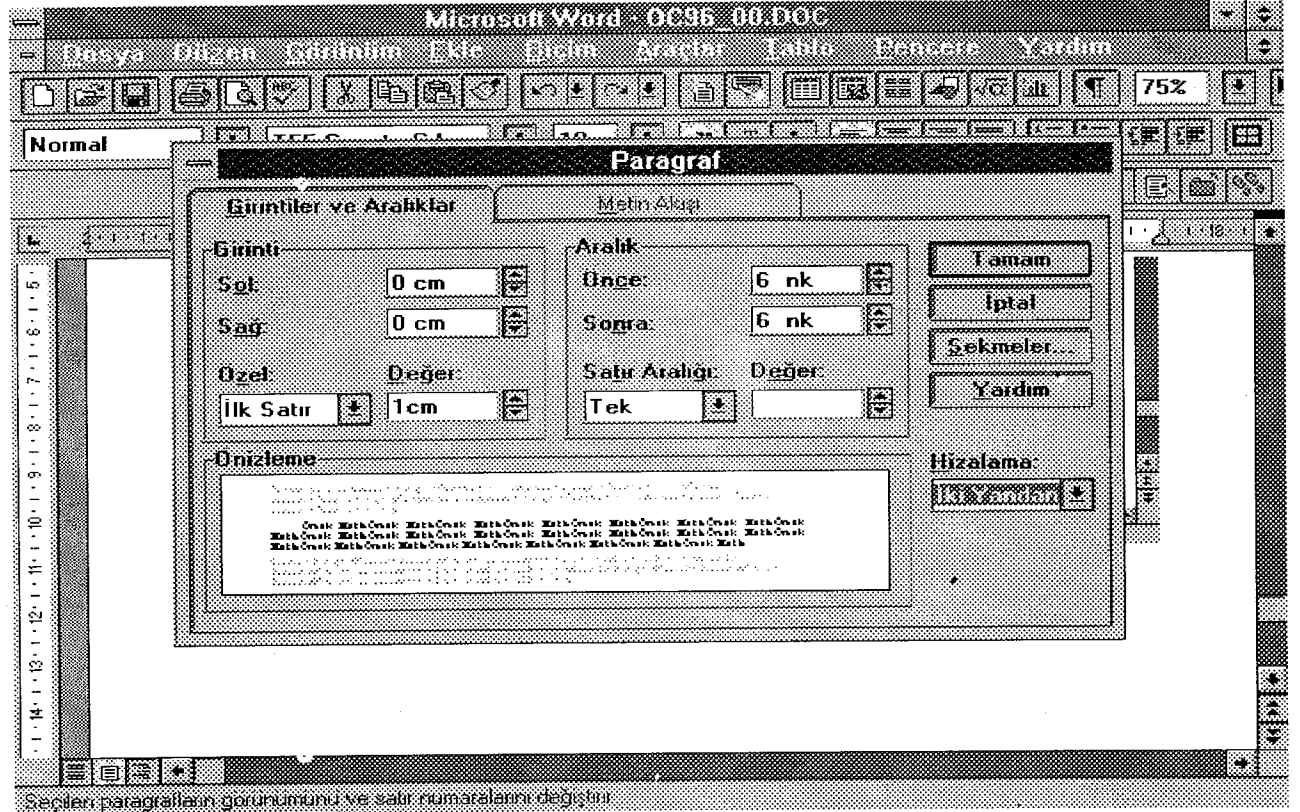 Microsoft Word - OC96_00.DOC
Dosya Düzen Görünüm Ekle Biçim Araçlar Tablo Pencere Yardım
75%
Normal
Paragraf
Girintiler ve Aralıklar
Metin Akışı
Girinti
Sol:
0 cm
Sağ:
0 cm
Özel:
Değer:
İlk Satır
1cm
Aralık
Önce:
6 nk
Sonra:
6 nk
Satır Aralığı:
Değer:
Tek
Tamam
İptal
Sekmeler...
Yardım
Hizalama:
İki Yandan
Önizleme
Seçilen paragrafların görünümünü ve satır numaralarını değiştirir